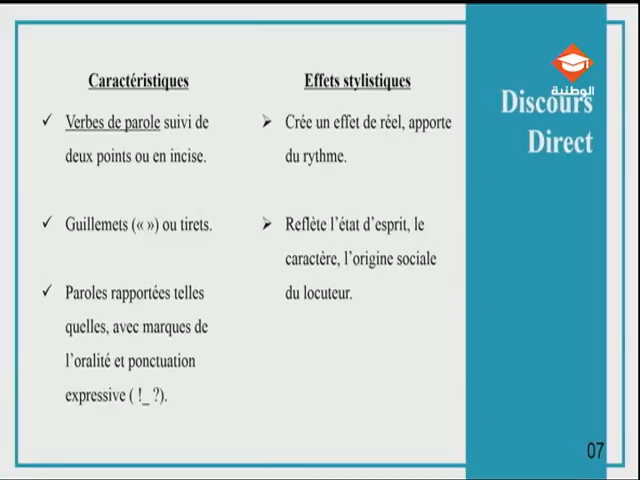 Caractéristiques
✓ Verbes de parole suivi de
deux points ou en incise.
✓ Guillemets (« ») ou tirets.
✓ Paroles rapportées telles
quelles, avec marques de
l’oralité et ponctuation
expressive ( !_ ?).
Effets stylistiques
➢ Crée un effet de réel, apporte
du rythme.
➢ Reflète l’état d’esprit, le
caractère, l’origine sociale
du locuteur.
الوطنية
Discours
Direct
07